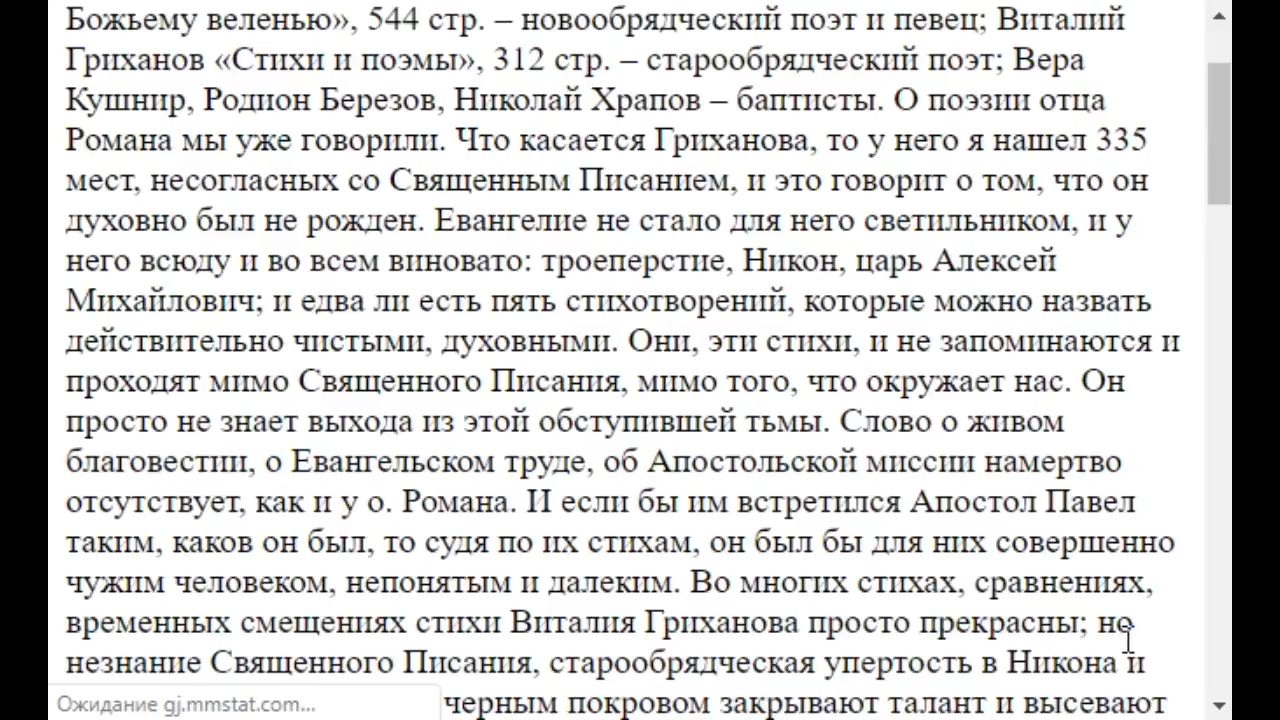 Божьему веленью», 544 стр. – новообрядческий поэт и певец; Виталий
Гриханов «Стихи и поэмы», 312 стр. – старообрядческий поэт; Вера
Кушнир, Родион Березов, Николай Храпов – баптисты. О поэзии отца
Романа мы уже говорили. Что касается Гриханова, то у него я нашел 335
мест, несогласных со Священным Писанием, и это говорит о том, что он
духовно был не рожден. Евангелие не стало для него светильником, и у
него всюду и во всем виновато: троеперстие, Никон, царь Алексей
Михайлович; и едва ли есть пять стихотворений, которые можно назвать
действительно чистыми, духовными. Они, эти стихи, и не запоминаются и
проходят мимо Священного Писания, мимо того, что окружает нас. Он
просто не знает выхода из этой обступившей тьмы. Слово о живом
благовестии, о Евангельском труде, об Апостольской миссии намертво
отсутствует, как и у о. Романа. И если бы им встретился Апостол Павел
таким, каков он был, то судя по их стихам, он был бы для них совершенно
чужим человеком, непонятым и далеким. Во многих стихах, сравнениях,
временных смещениях стихи Виталия Гриханова просто прекрасны;
незнание Священного Писания, старообрядческая упертость в Никона и
черным покровом закрывают талант и высевают
Ожидание gj.mmstat.com...